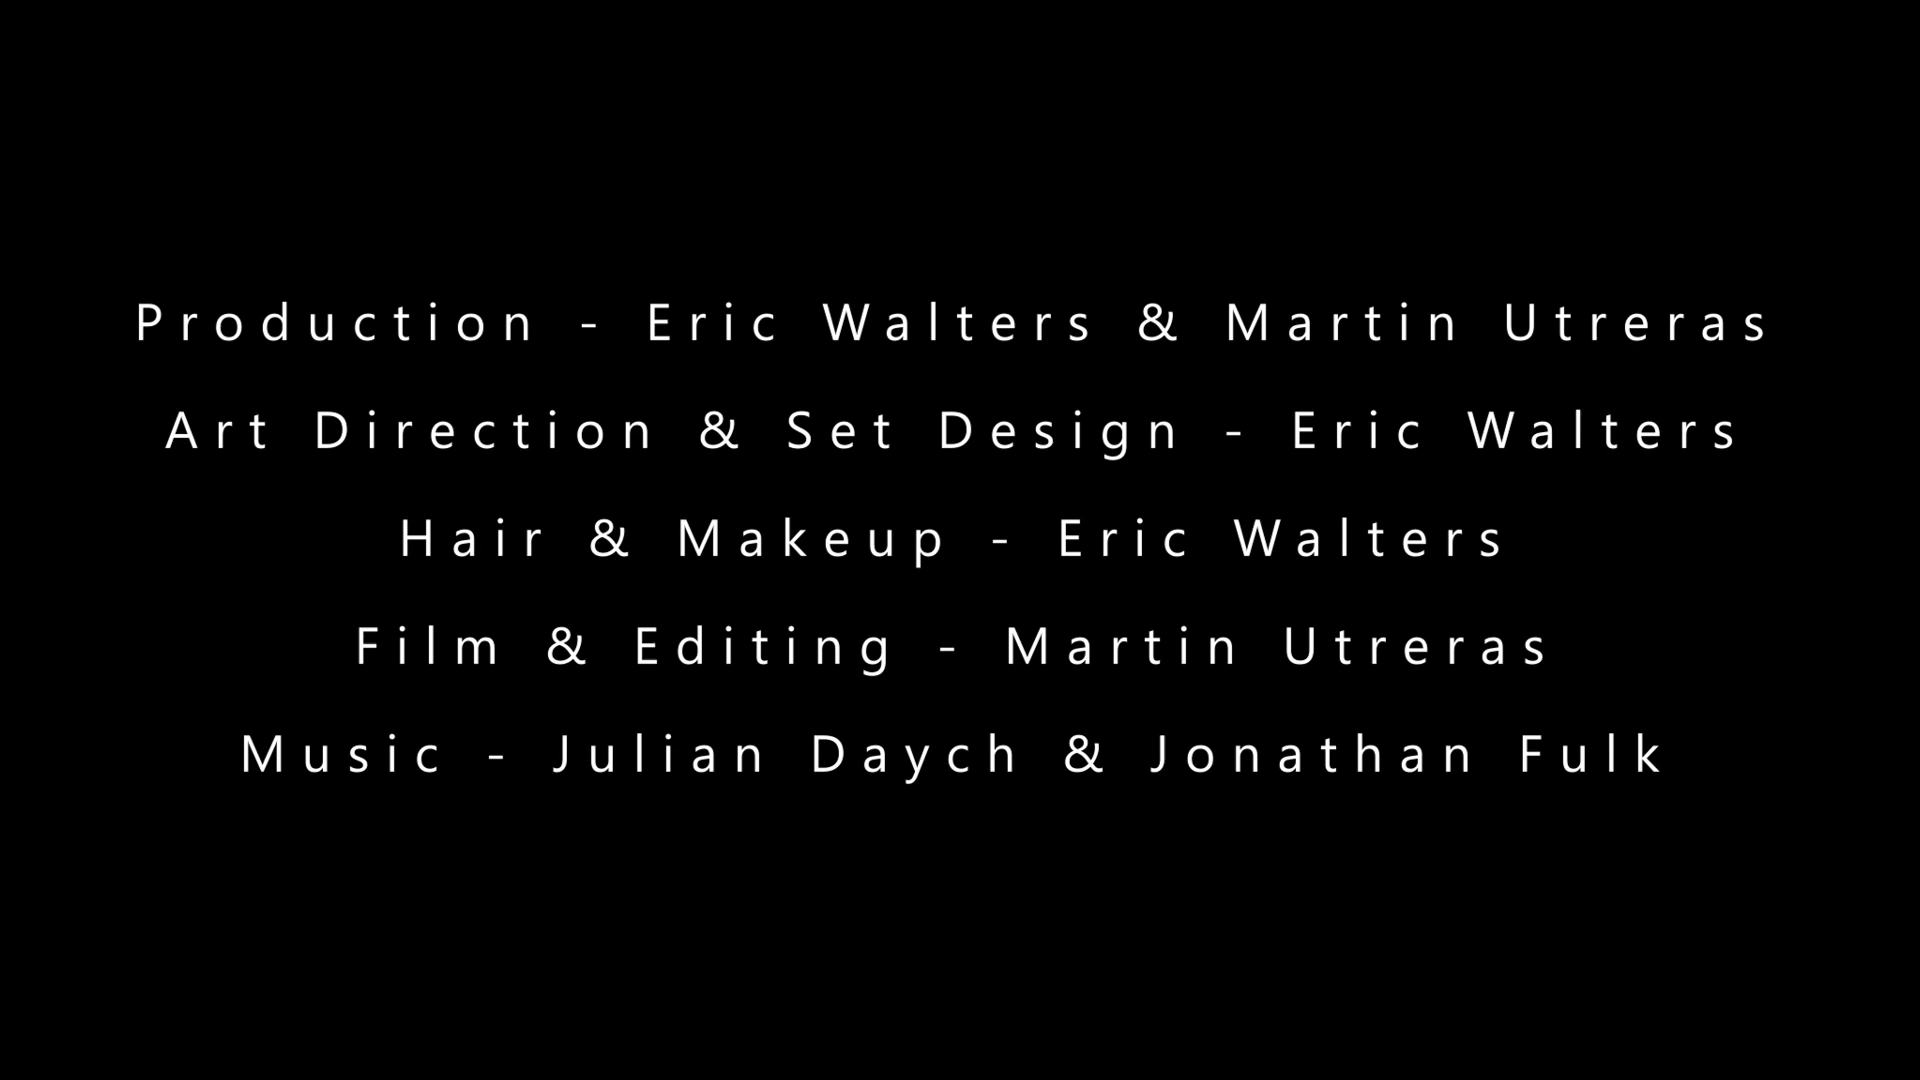 Production - Eric Walters & Martin Utreras
Art Direction & Set Design - Eric Walters
Hair & Makeup - Eric Walters
Film & Editing - Martin Utreras
Music - Julian Daych & Jonathan Fulk